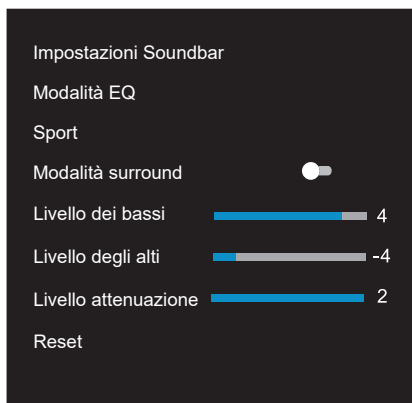 Impostazioni Soundbar
Modalità EQ
Sport
Modalità surround
Livello dei bassi 4
Livello degli alti -4
Livello attenuazione 2
Reset